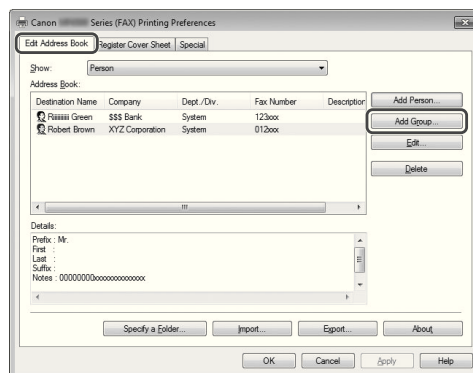 Canon Series (FAX) Printing Preferences
Edit Address Book Register Cover Sheet Special
Show: Person
Address Book:
Destination Name Company Dept./Div. Fax Number Description
Green $$$ Bank System 123xxx
Robert Brown XYZ Corporation System 012xxx
Add Person...
Add Group...
Edit...
Delete
Details:
Prefix : Mr.
First :
Last :
Suffix :
Notes :
Specify a Folder... Import... Export... About
OK Cancel Apply Help